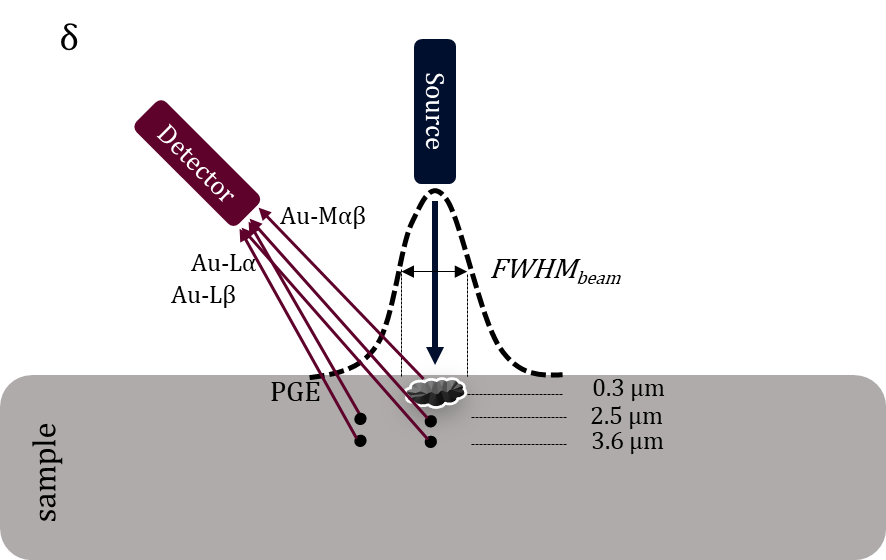 δ
Source
Detector
Au-Mαβ
Au-Lα
Au-Lβ
FWHMbeam
PGE
0.3 μm
2.5 μm
3.6 μm
sample